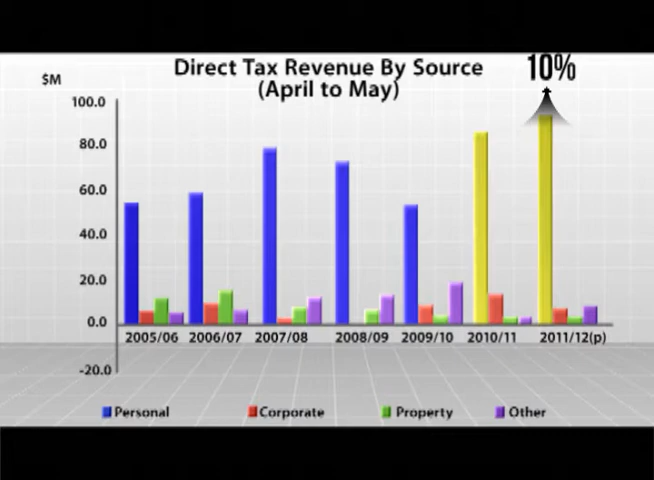 Direct Tax Revenue By Source
(April to May)
10%
$M
100.0
80.0
60.0
40.0
20.0
0.0
-20.0
2005/06 2006/07 2007/08 2008/09 2009/10 2010/11 2011/12(p)
Personal Corporate Property Other